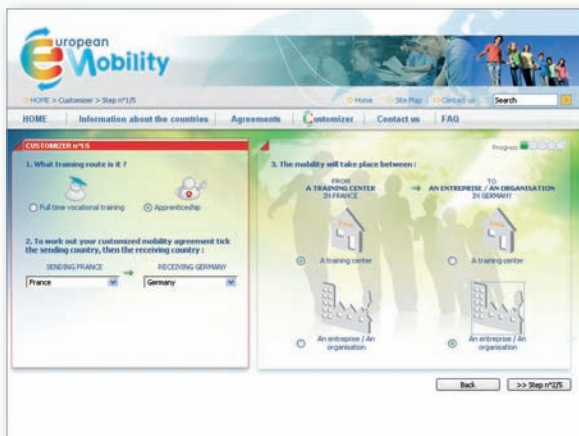 european
Mobility
HOME > Customizer > Step n°1/5
Home
Site Map
Contact us
Search
HOME
Information about the countries
Agreements
Customizer
Contact us
FAQ
CUSTOMIZER n°1/5
1. What training route is it ?
Full time vocational training
Apprenticeship
2. To work out your customized mobility agreement tick
the sending country, then the receiving country :
SENDING FRANCE
RECEIVING GERMANY
France
Germany
Progress
3. The mobility will take place between :
FROM
A TRAINING CENTER
IN FRANCE
TO
AN ENTREPRISE / AN ORGANISATION
IN GERMANY
A training center
A training center
An entreprise / An
organisation
An entreprise / An
organisation
Back
>> Step n°2/5